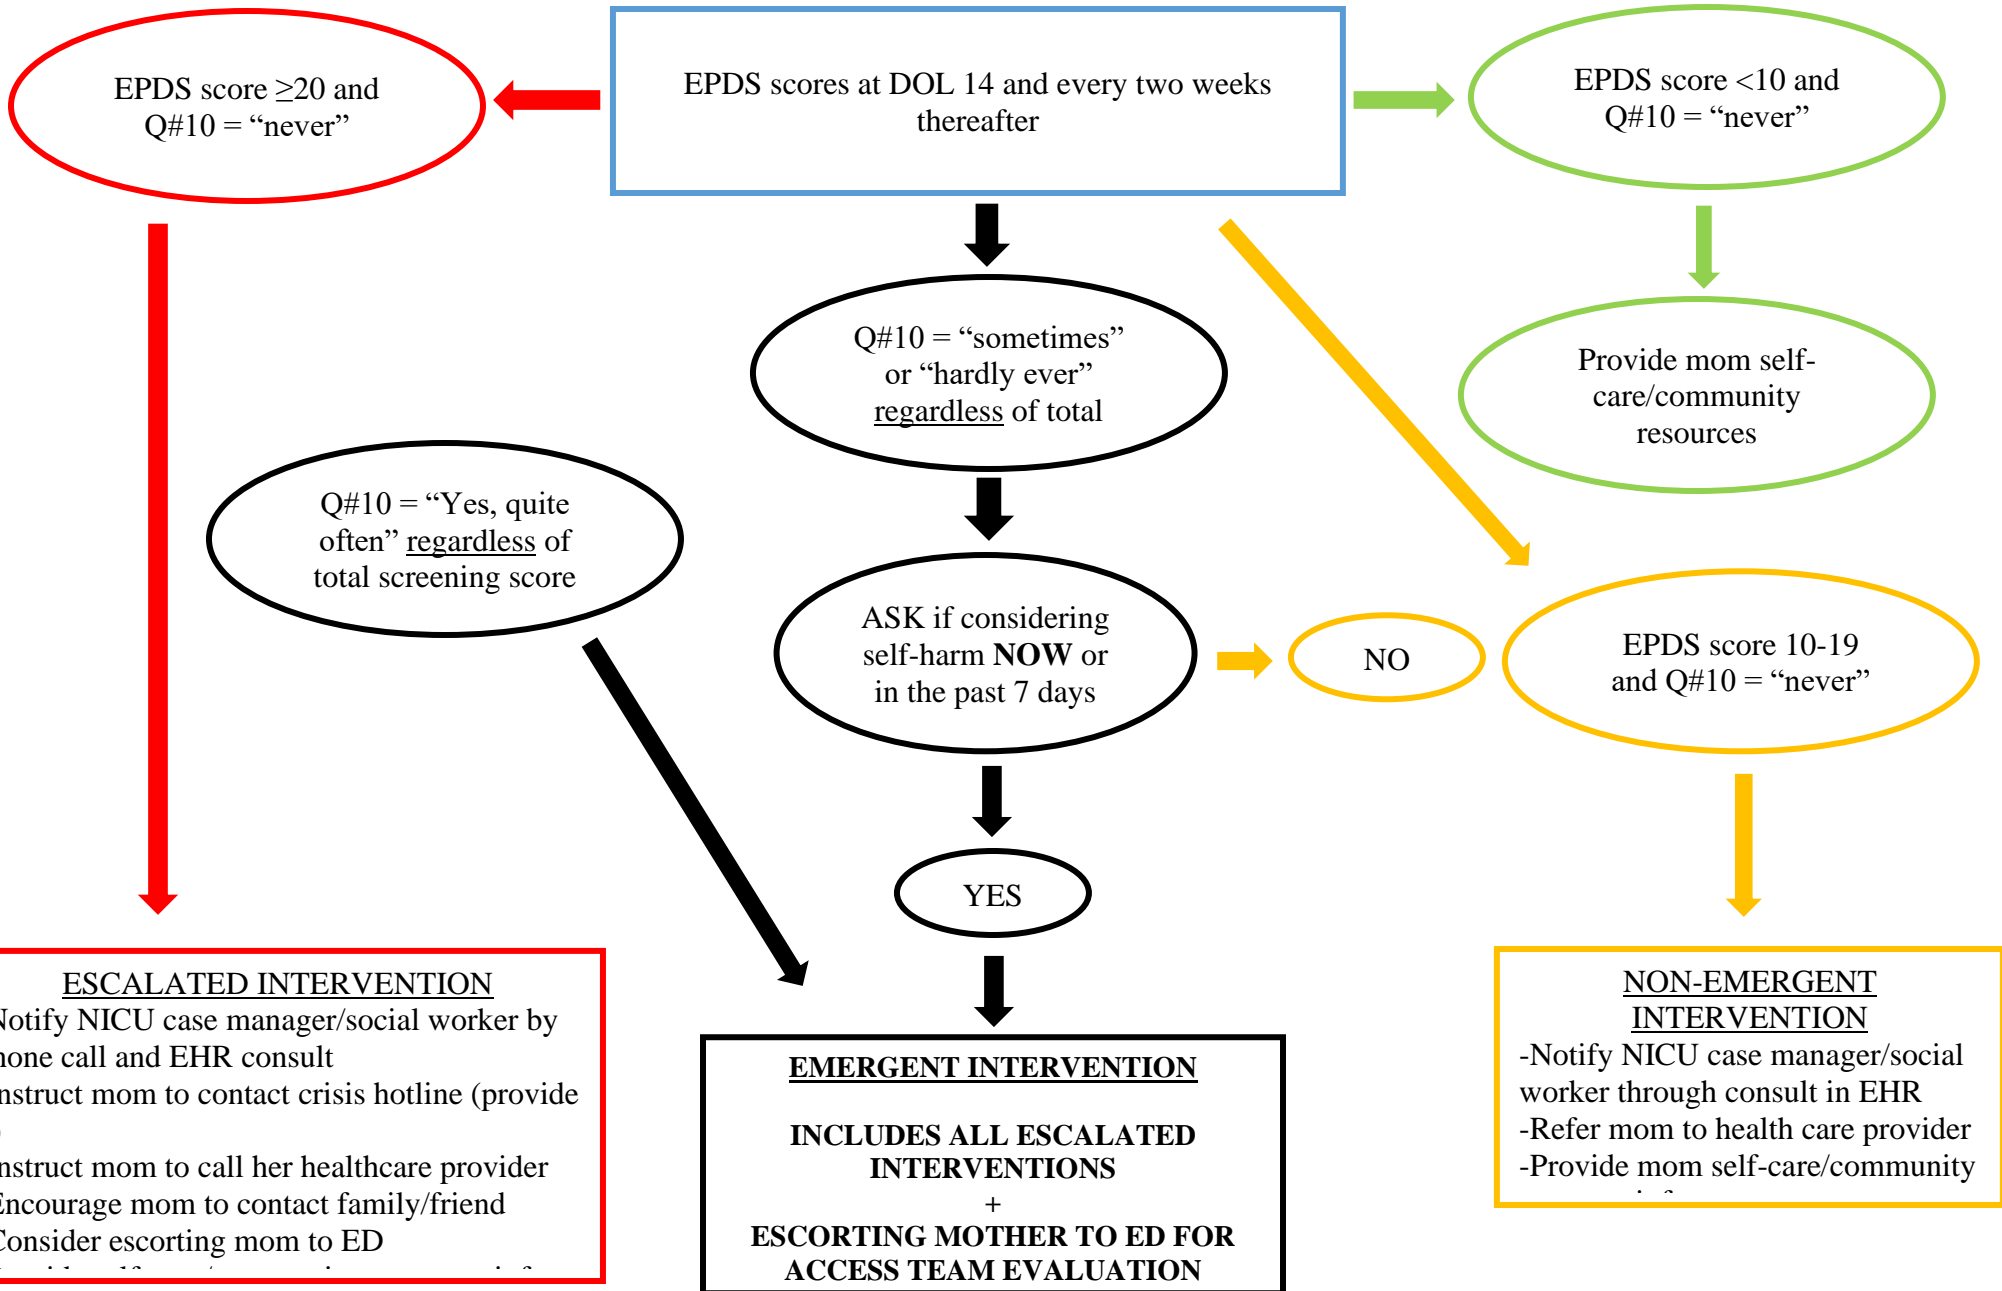 EPDS score ≥20 and
Q#10 = “never”
EPDS scores at DOL 14 and every two weeks
thereafter
EPDS score <10 and
Q#10 = “never”
Q#10 = “sometimes”
or “hardly ever”
regardless of total
Provide mom self-
care/community
resources
Q#10 = “Yes, quite
often” regardless of
total screening score
ASK if considering
self-harm NOW or
in the past 7 days
NO
EPDS score 10-19
and Q#10 = “never”
YES
ESCALATED INTERVENTION
Notify NICU case manager/social worker by
hone call and EHR consult
nstruct mom to contact crisis hotline (provide
nstruct mom to call her healthcare provider
Encourage mom to contact family/friend
Consider escorting mom to ED
EMERGENT INTERVENTION
INCLUDES ALL ESCALATED
INTERVENTIONS
+
ESCORTING MOTHER TO ED FOR
ACCESS TEAM EVALUATION
NON-EMERGENT
INTERVENTION
-Notify NICU case manager/social
worker through consult in EHR
-Refer mom to health care provider
-Provide mom self-care/community